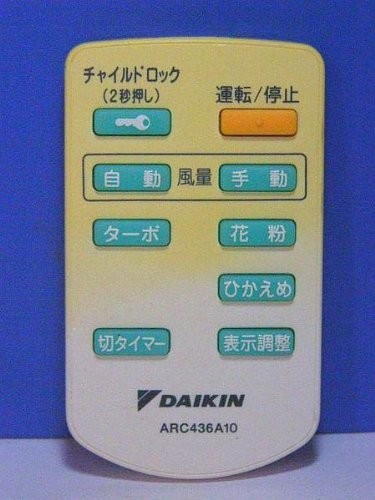 チャイルドロック
(2秒押し)
運転/停止
自動 風量 手動
ターボ 花粉
ひかえめ
切タイマー 表示調整
DAIKIN
ARC436A10